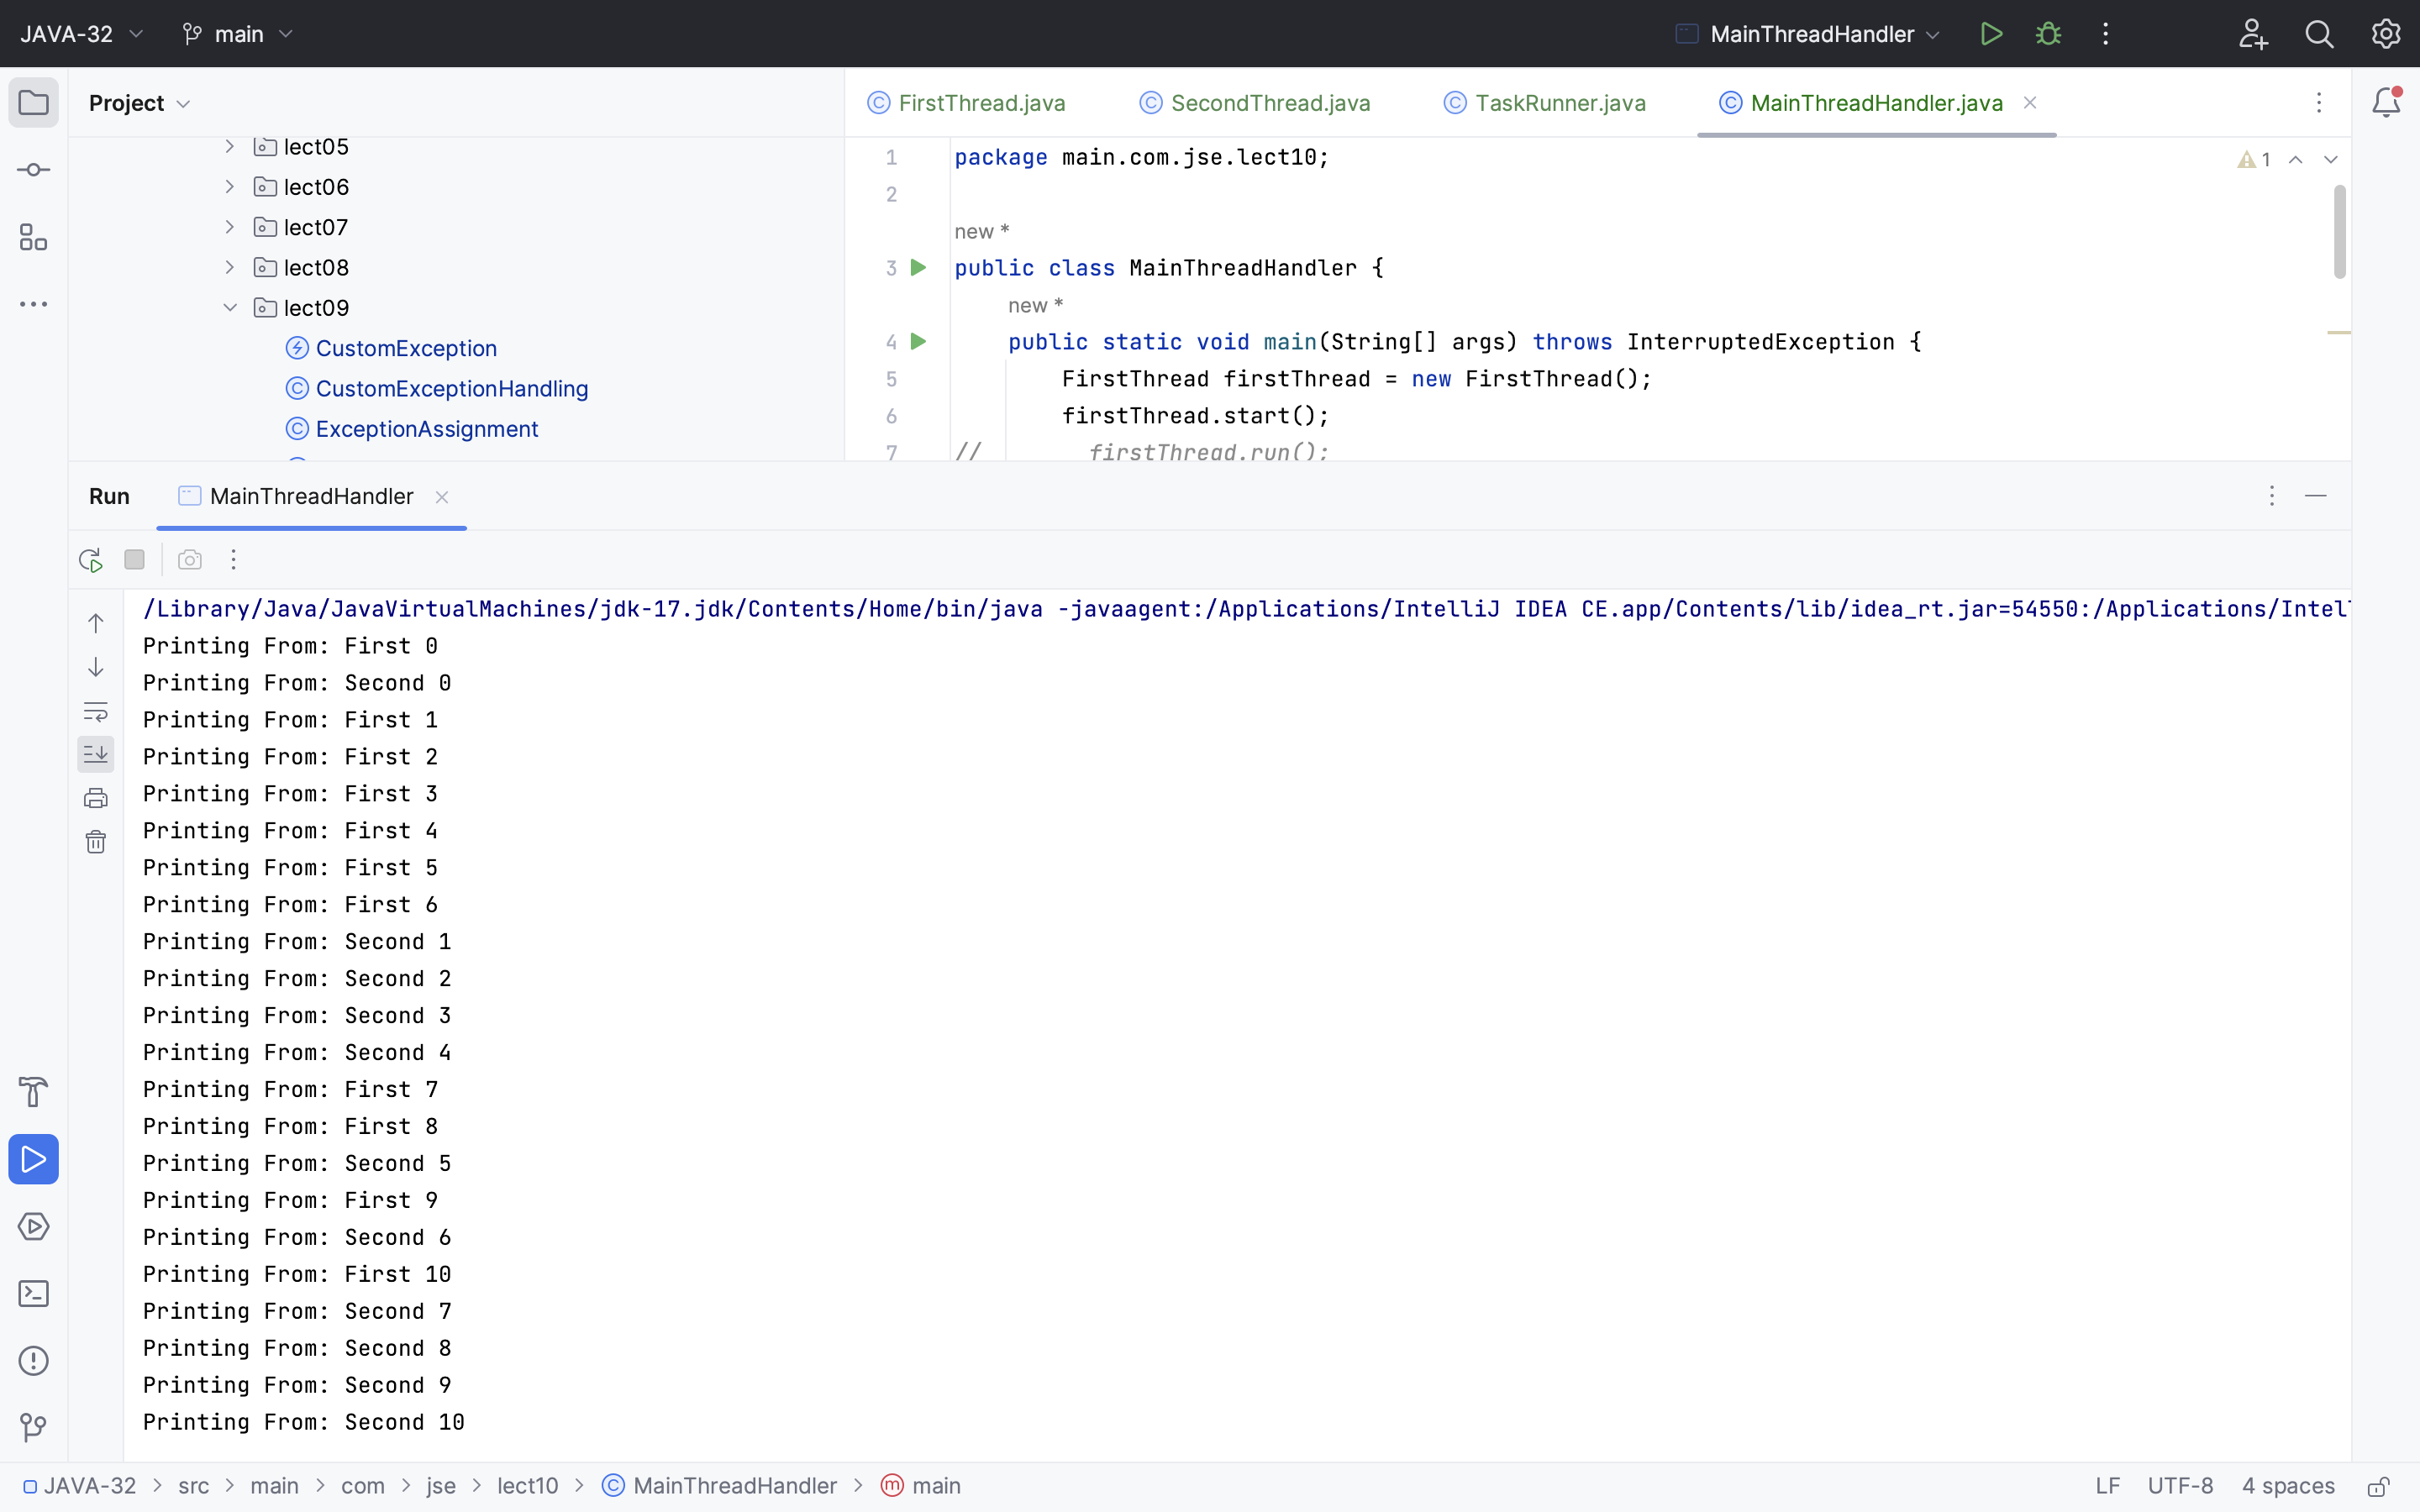 JAVA-32
main
MainThreadHandler
Project
FirstThread.java
SecondThread.java
TaskRunner.java
MainThreadHandler.java
lect05
lect06
lect07
lect08
lect09
CustomException
CustomExceptionHandling
ExceptionAssignment
1
1 package main.com.jse.lect10;
2
new *
3 public class MainThreadHandler {
new *
4 public static void main(String[] args) throws InterruptedException {
5 FirstThread firstThread = new FirstThread();
6 firstThread.start();
7 // firstThread.run();
Run
MainThreadHandler
/Library/Java/JavaVirtualMachines/jdk-17.jdk/Contents/Home/bin/java -javaagent:/Applications/IntelliJ IDEA CE.app/Contents/lib/idea_rt.jar=54550:/Applications/Intel
Printing From: First 0
Printing From: Second 0
Printing From: First 1
Printing From: First 2
Printing From: First 3
Printing From: First 4
Printing From: First 5
Printing From: First 6
Printing From: Second 1
Printing From: Second 2
Printing From: Second 3
Printing From: Second 4
Printing From: First 7
Printing From: First 8
Printing From: Second 5
Printing From: First 9
Printing From: Second 6
Printing From: First 10
Printing From: Second 7
Printing From: Second 8
Printing From: Second 9
Printing From: Second 10
JAVA-32 > src > main > com > jse > lect10 > MainThreadHandler > main
LF UTF-8 4 spaces